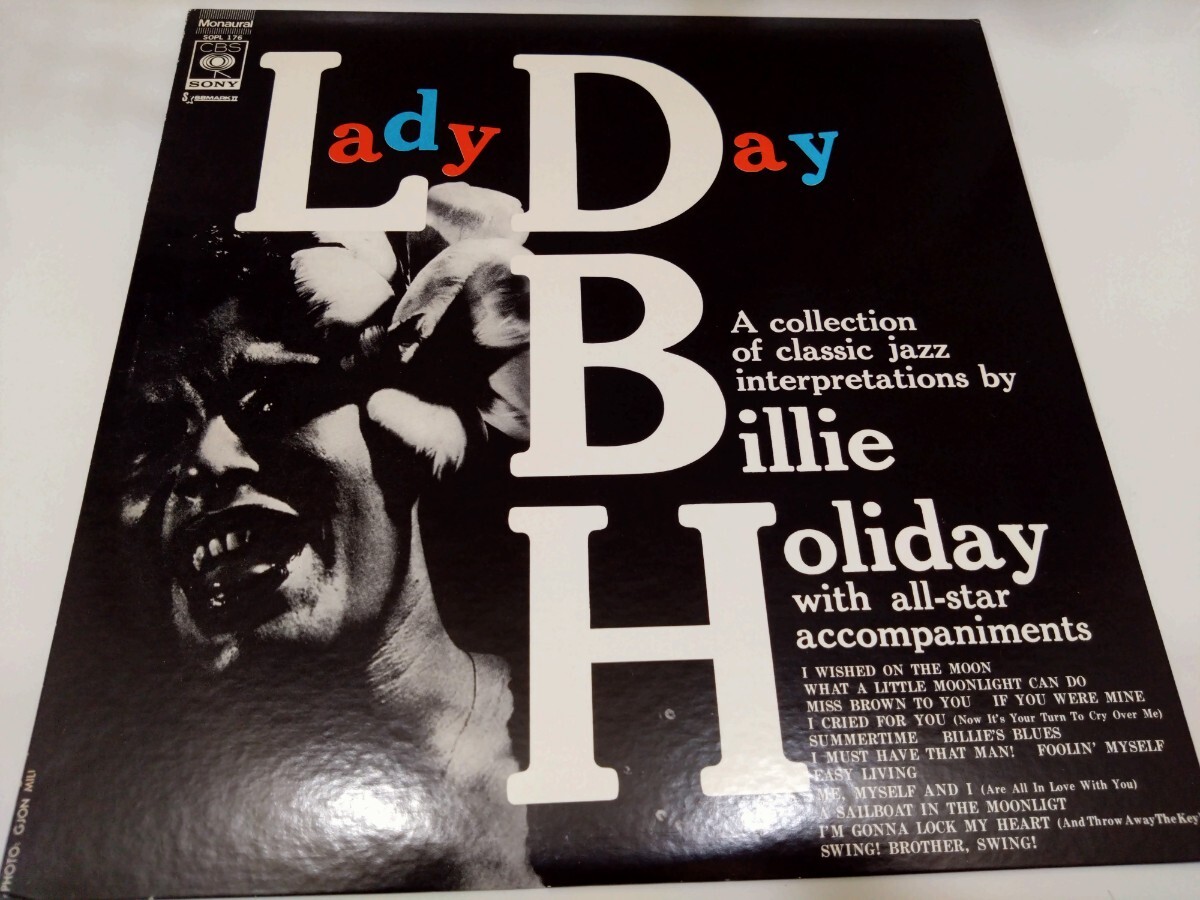 Monaural
SOPL 176
CBS
SONY
SBMARK II
Lady Day
A collection
of classic jazz
interpretations by
Billie
Holiday
with all-star
accompaniments
I WISHED ON THE MOON
WHAT A LITTLE MOONLIGHT CAN DO
MISS BROWN TO YOU IF YOU WERE MINE
I CRIED FOR YOU (Now It's Your Turn To Cry Over Me)
SUMMERTIME BILLIE'S BLUES
I MUST HAVE THAT MAN! FOOLIN' MYSELF
EASY LIVING
ME, MYSELF AND I (Are All In Love With You)
A SAILBOAT IN THE MOONLIGT
I'M GONNA LOCK MY HEART (And Throw Away The Key
SWING! BROTHER, SWING!
PHOTO: GJON MILI